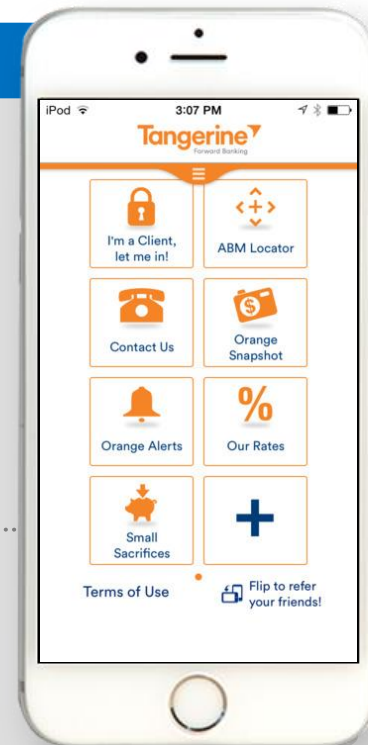 iPod 3:07 PM
Tangerine
Forward Banking
I'm a Client,
let me in!
ABM Locator
Contact Us
Orange
Snapshot
Orange Alerts
%
Our Rates
Small
Sacrifices
Terms of Use
Flip to refer
your friends!